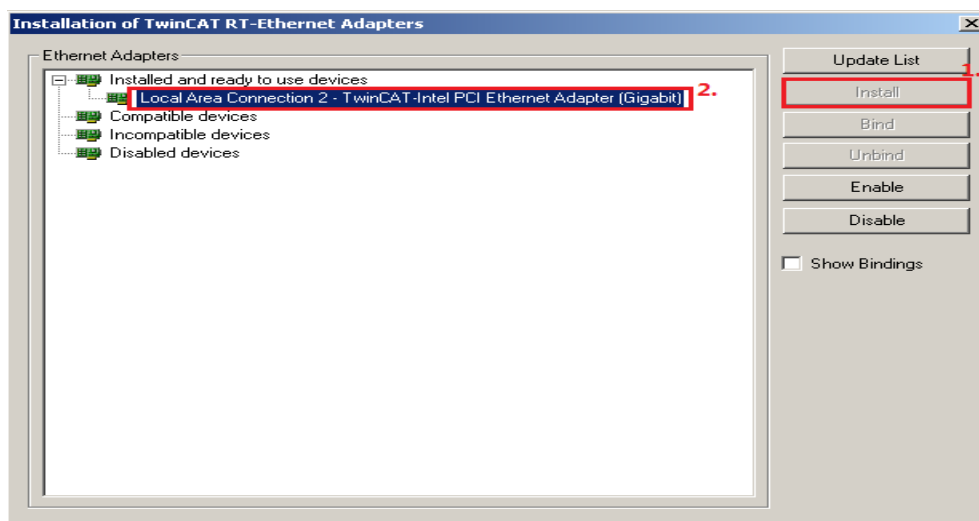 Installation of TwinCAT RT-Ethernet Adapters
Ethernet Adapters
Installed and ready to use devices
Local Area Connection 2 - TwinCAT-Intel PCI Ethernet Adapter (Gigabit)
2.
Compatible devices
Incompatible devices
Disabled devices
Update List
1.
Install
Bind
Unbind
Enable
Disable
Show Bindings